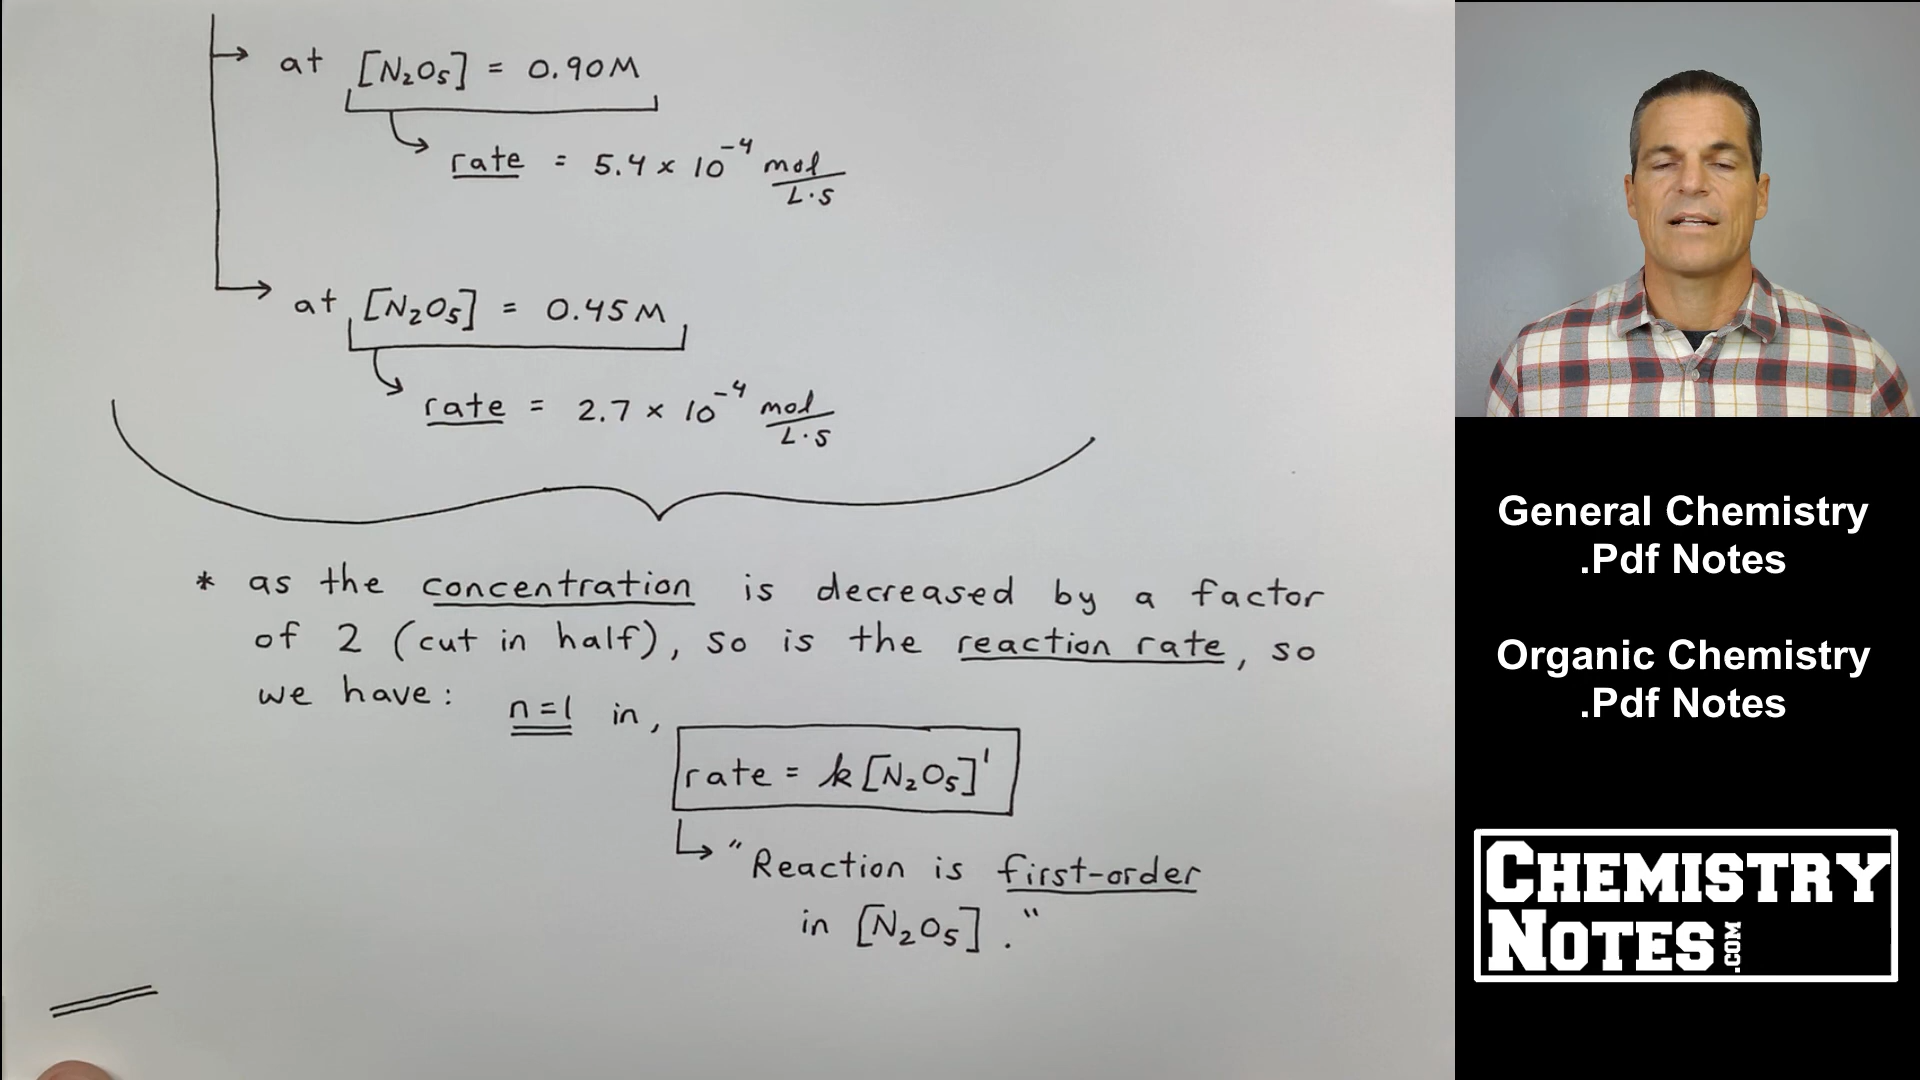 at [N₂O₅] = 0.90 M
rate = 5.4 x 10⁻⁴ mol/L·s
at [N₂O₅] = 0.45 M
rate = 2.7 x 10⁻⁴ mol/L·s
* as the concentration is decreased by a factor
of 2 (cut in half), so is the reaction rate, so
we have: n=1 in,
rate = k[N₂O₅]¹
"Reaction is first-order
in [N₂O₅]."
General Chemistry
.Pdf Notes
Organic Chemistry
.Pdf Notes
CHEMISTRY
NOTES.COM